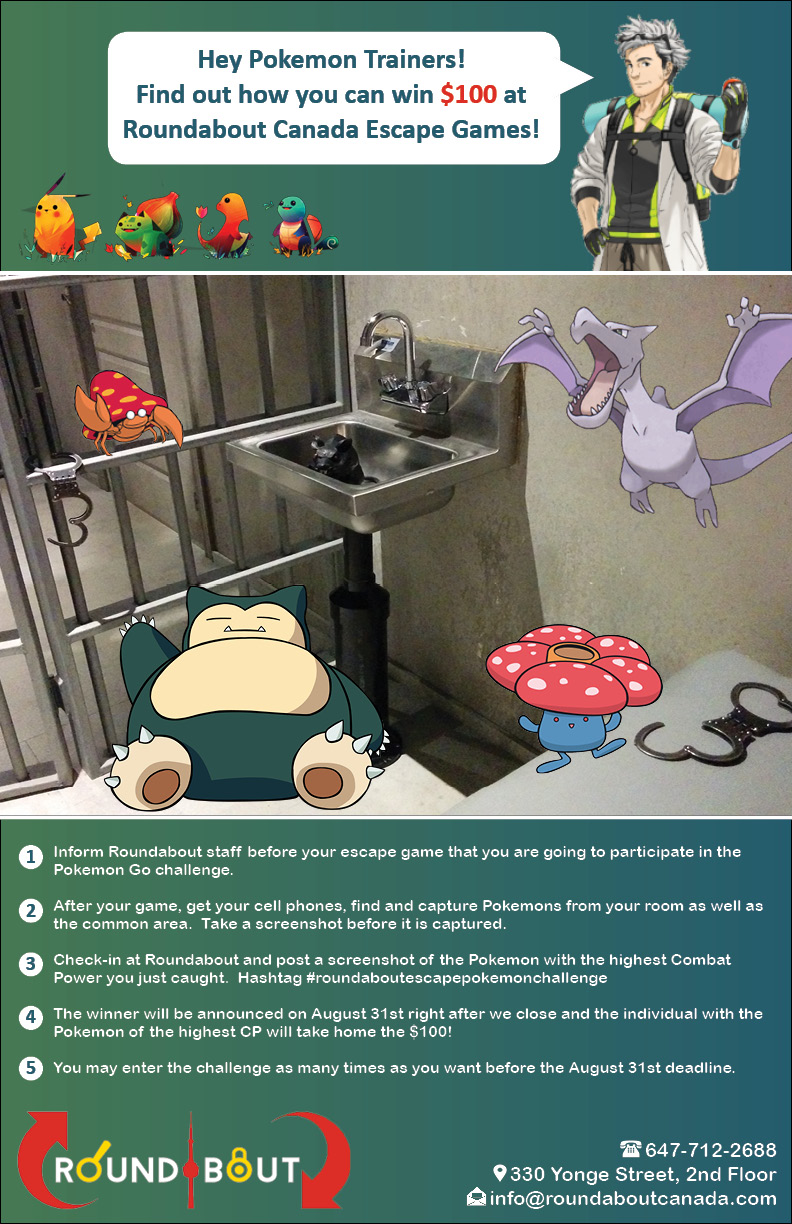 Hey Pokemon Trainers!
Find out how you can win $100 at
Roundabout Canada Escape Games!
1 Inform Roundabout staff before your escape game that you are going to participate in the
Pokemon Go challenge.
2 After your game, get your cell phones, find and capture Pokemons from your room as well as
the common area. Take a screenshot before it is captured.
3 Check-in at Roundabout and post a screenshot of the Pokemon with the highest Combat
Power you just caught. Hashtag #roundaboutescapepokemonchallenge
4 The winner will be announced on August 31st right after we close and the individual with the
Pokemon of the highest CP will take home the $100!
5 You may enter the challenge as many times as you want before the August 31st deadline.
ROUNDABOUT
647-712-2688
330 Yonge Street, 2nd Floor
info@roundaboutcanada.com